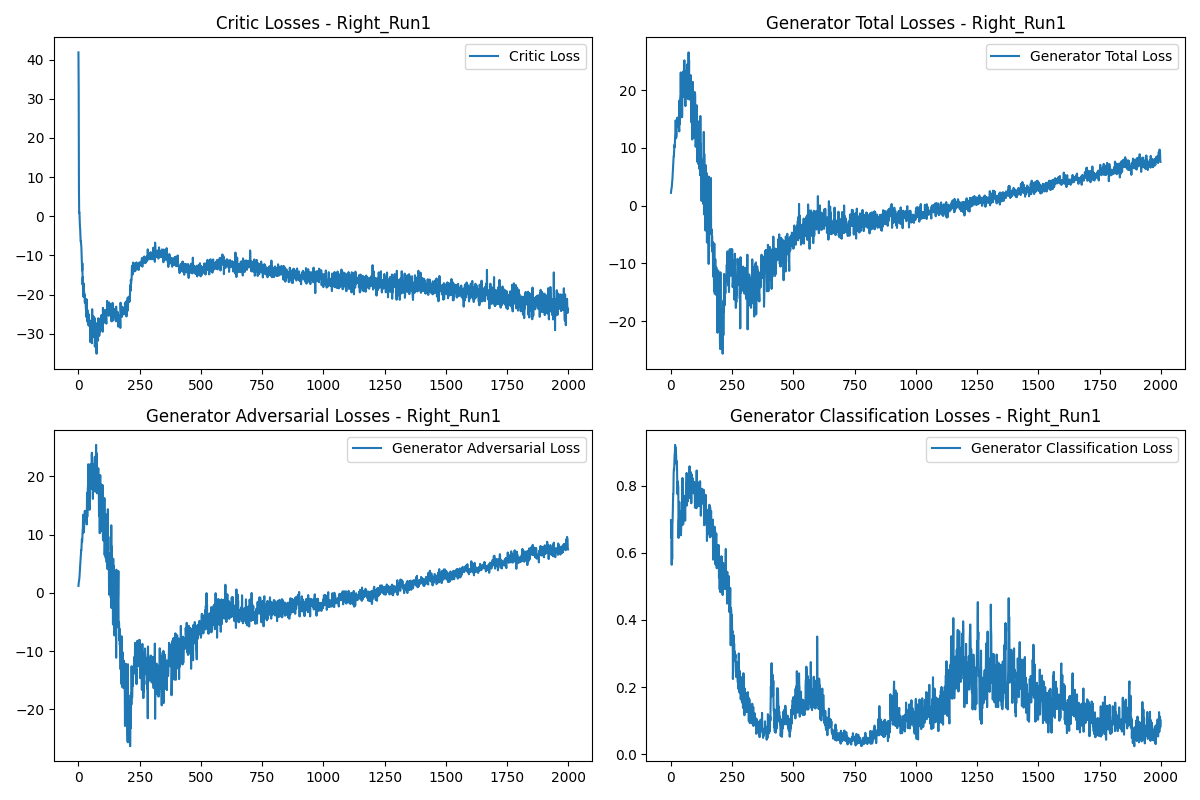 Critic Losses - Right_Run1
Critic Loss
40
30
20
10
0
−10
−20
−30
0 250 500 750 1000 1250 1500 1750 2000
Generator Total Losses - Right_Run1
Generator Total Loss
20
10
0
−10
−20
0 250 500 750 1000 1250 1500 1750 2000
Generator Adversarial Losses - Right_Run1
Generator Adversarial Loss
20
10
0
−10
−20
0 250 500 750 1000 1250 1500 1750 2000
Generator Classification Losses - Right_Run1
Generator Classification Loss
0.8
0.6
0.4
0.2
0.0
0 250 500 750 1000 1250 1500 1750 2000